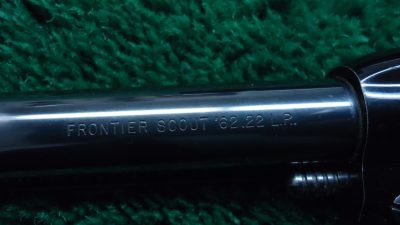 FRONTIER SCOUT '62.22 L.R.